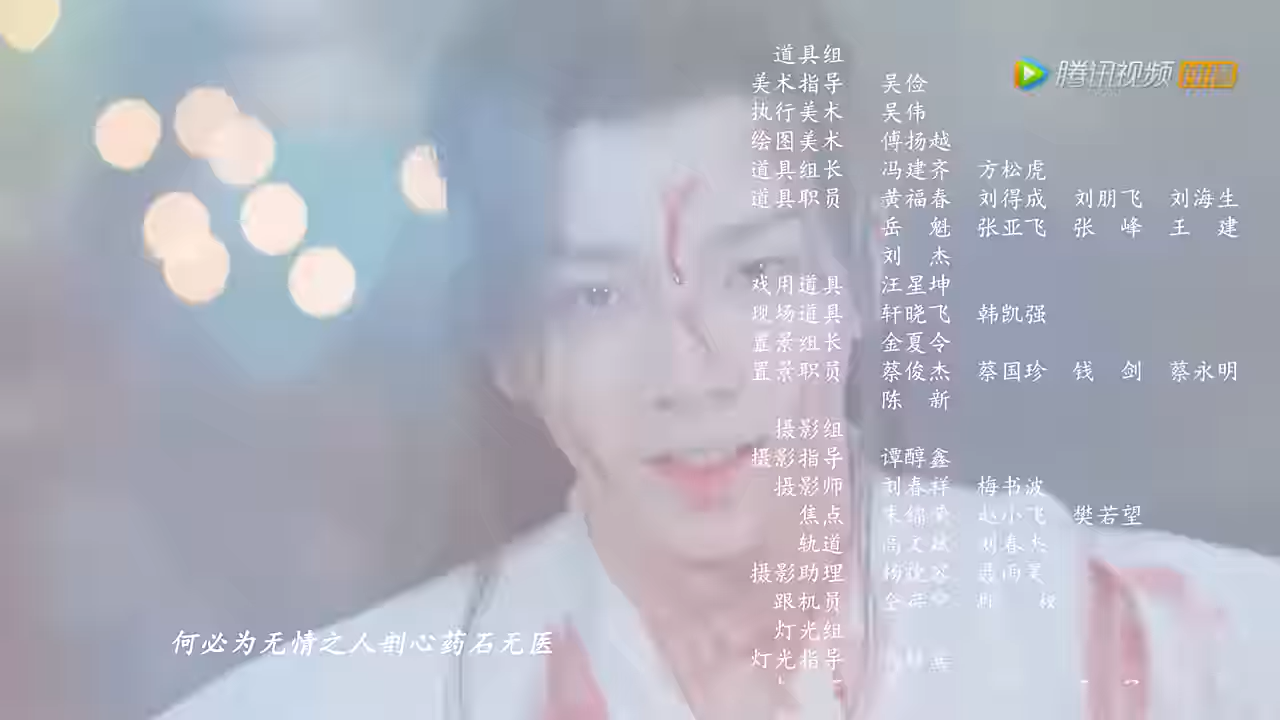 道具组
腾讯视频
美术指导 吴俭
执行美术 吴伟
绘图美术 傅扬越
道具组长 冯建齐 方松虎
道具职员 黄福春 刘得成 刘朋飞 刘海生
岳 魁 张亚飞 张 峰 王 建
刘 杰
戏用道具 汪星坤
现场道具 轩晓飞 韩凯强
置景组长 金夏令
置景职员 蔡俊杰 蔡国珍 钱 剑 蔡永明
陈 新
摄影组
摄影指导 谭醇鑫
摄影师 刘春祥 梅书波
焦点 赵小飞 樊若望
轨道 刘春杰
摄影助理
跟机员
灯光组
何必为无情之人剖心药石无医
灯光指导